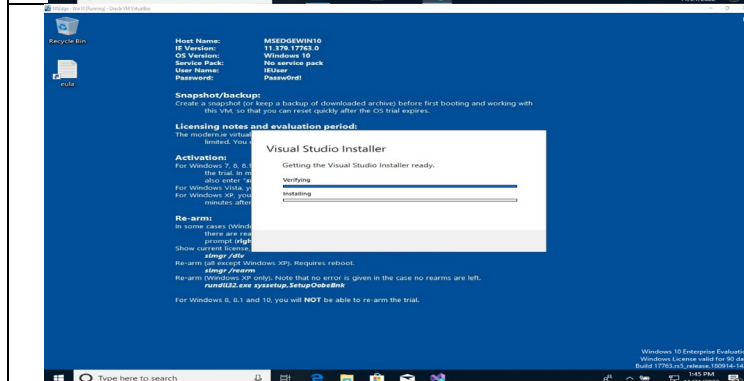 MSEdge - Win10 [Running] - Oracle VM VirtualBox
Recycle Bin
eula
Host Name: MSEDGEWIN10
IE Version: 11.379.17763.0
OS Version: Windows 10
Service Pack: No service pack
User Name: IEUser
Password: Passw0rd!
Snapshot/backup:
Create a snapshot (or keep a backup of downloaded archive) before first booting and working with
this VM, so that you can reset quickly after the OS trial expires.
Licensing notes and evaluation period:
The modern.ie virtual
limited. You
Activation:
For Windows 7, 8, 8.1
the trial. In m
also enter "s
For Windows Vista, y
For Windows XP, you
minutes after
Re-arm:
In some cases (Windo
there are rea
prompt (righ
Show current license,
slmgr /dlv
Re-arm (all except Windows XP). Requires reboot.
slmgr /rearm
Re-arm (Windows XP only). Note that no error is given in the case no rearms are left.
rundll32.exe syssetup,SetupOobeBnk
For Windows 8, 8.1 and 10, you will NOT be able to re-arm the trial.
Visual Studio Installer
Getting the Visual Studio Installer ready.
Verifying
Installing
Windows 10 Enterprise Evaluatio
Windows License valid for 90 da
Build 17763.rs5_release.180914-14
Type here to search
1:45 PM